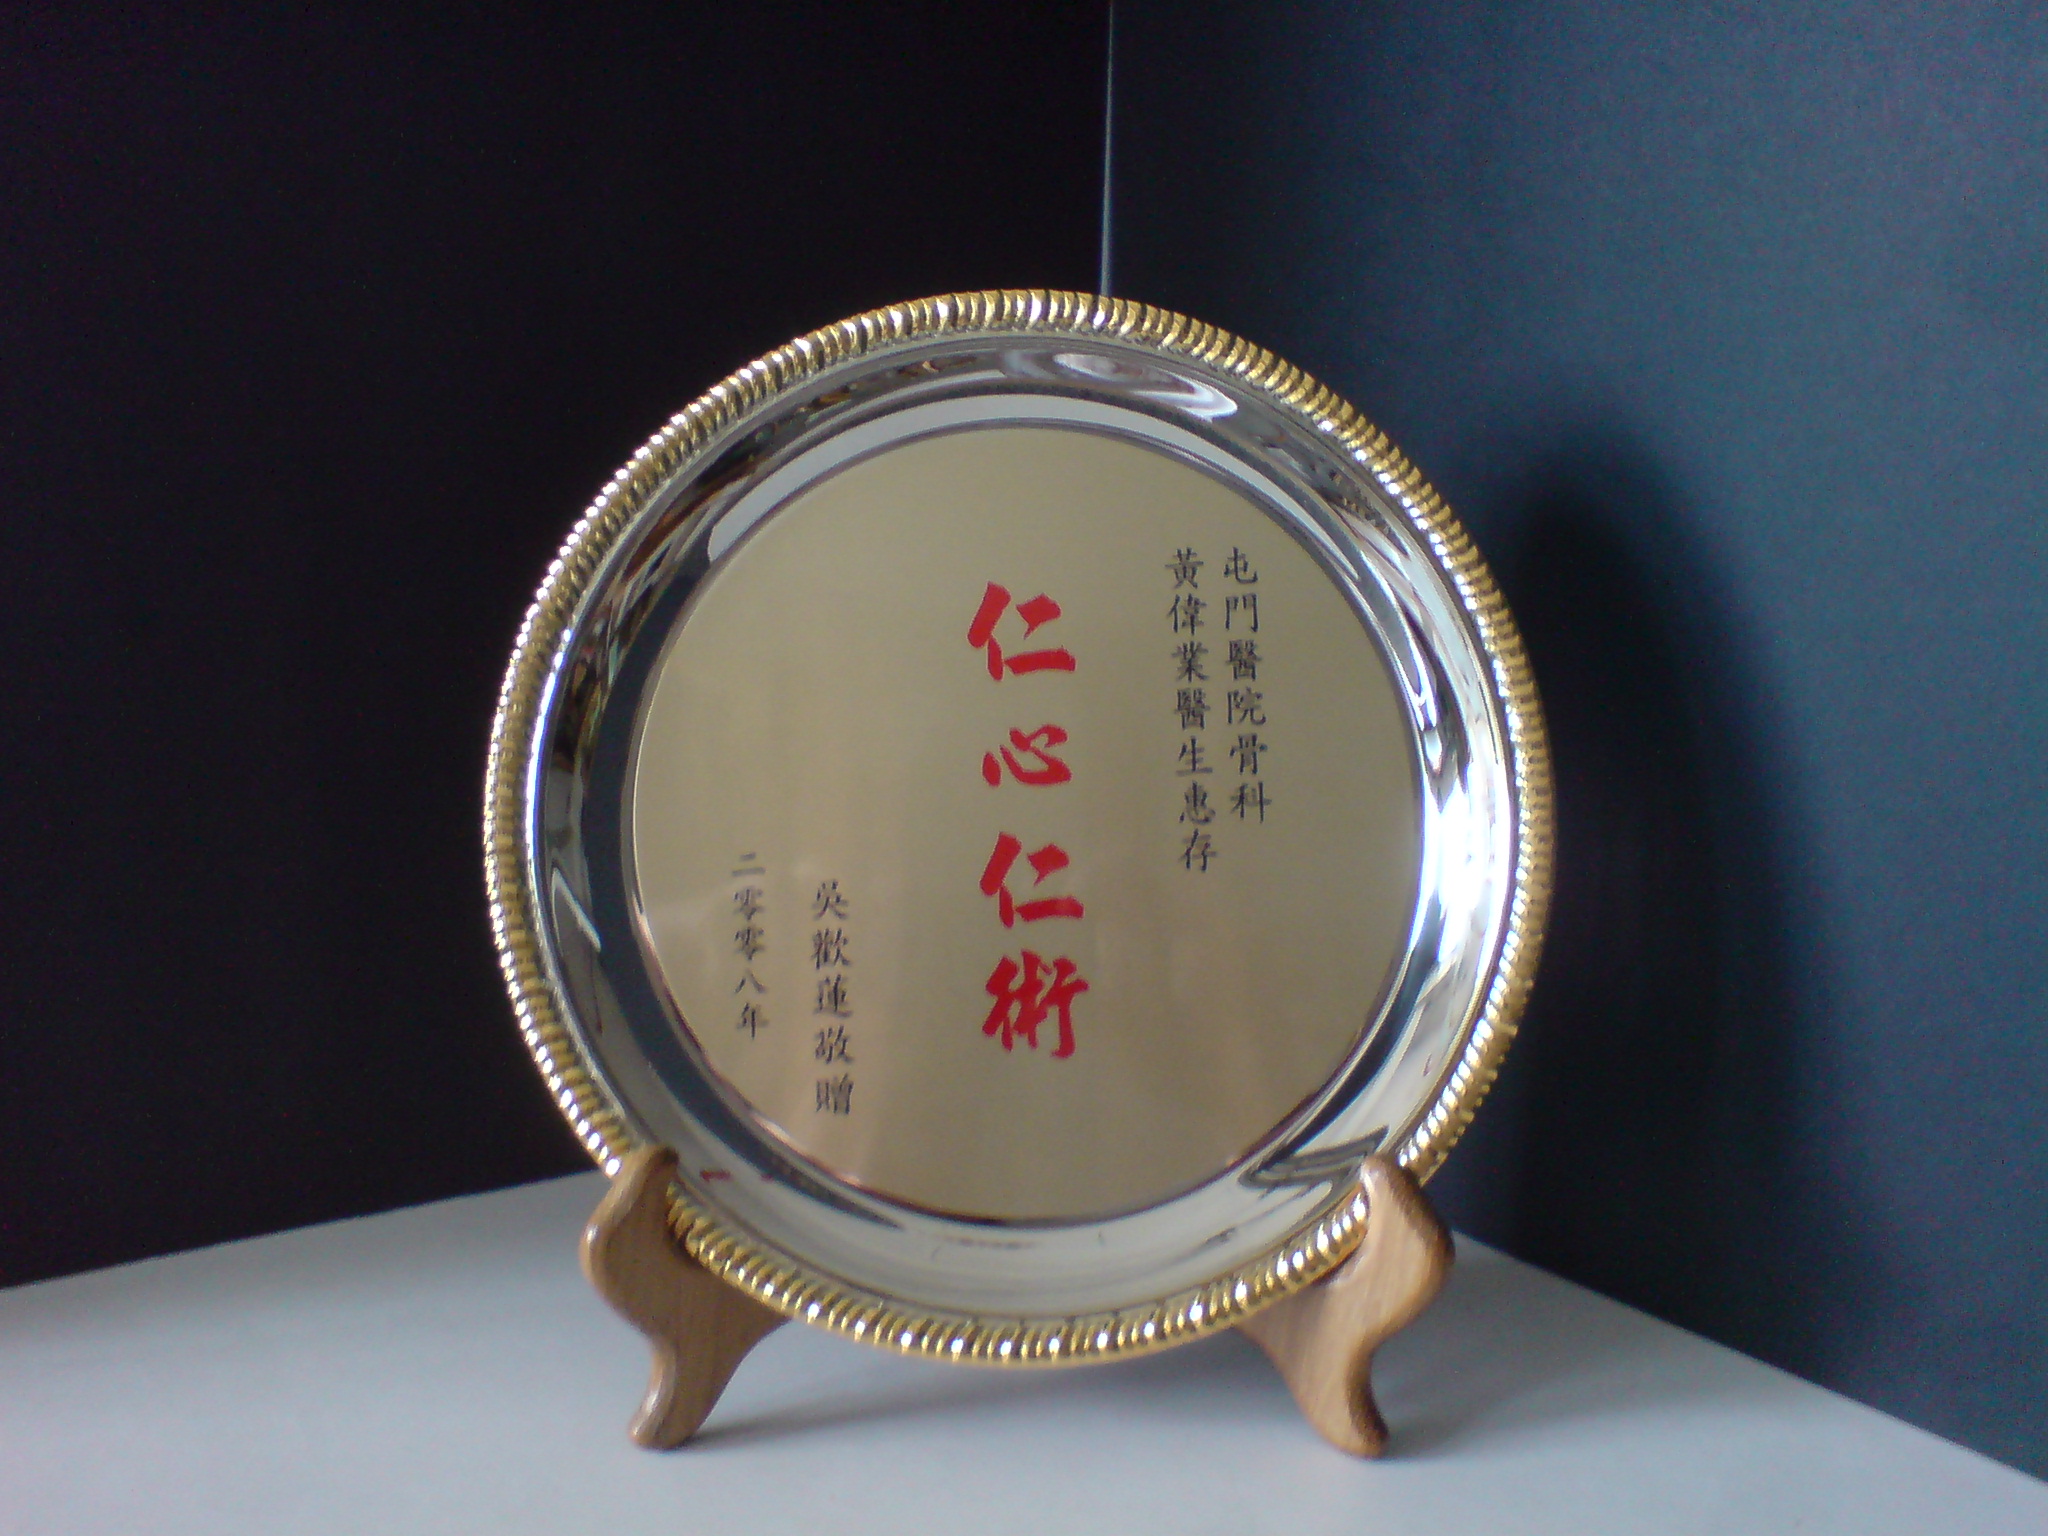 屯門醫院骨科
黃偉業醫生惠存
仁心仁術
吳歡蓮敬贈
二零零八年